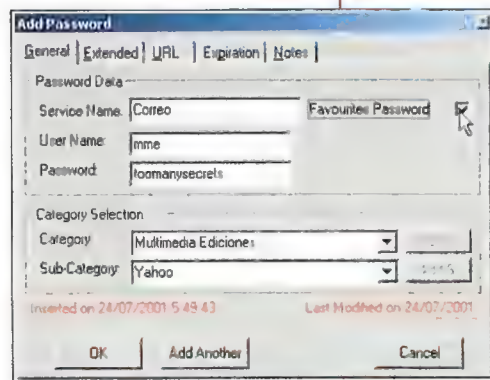 Add Password
General Extended URL Expiration Notes
Password Data
Service Name: Correo Favourites Password
User Name: mme
Password: toomanysecrets
Category Selection
Category Multimedia Ediciones
Sub-Category Yahoo
Inserted on 24/07/2001 5:49:43 Last Modified on 24/07/2001
OK Add Another Cancel